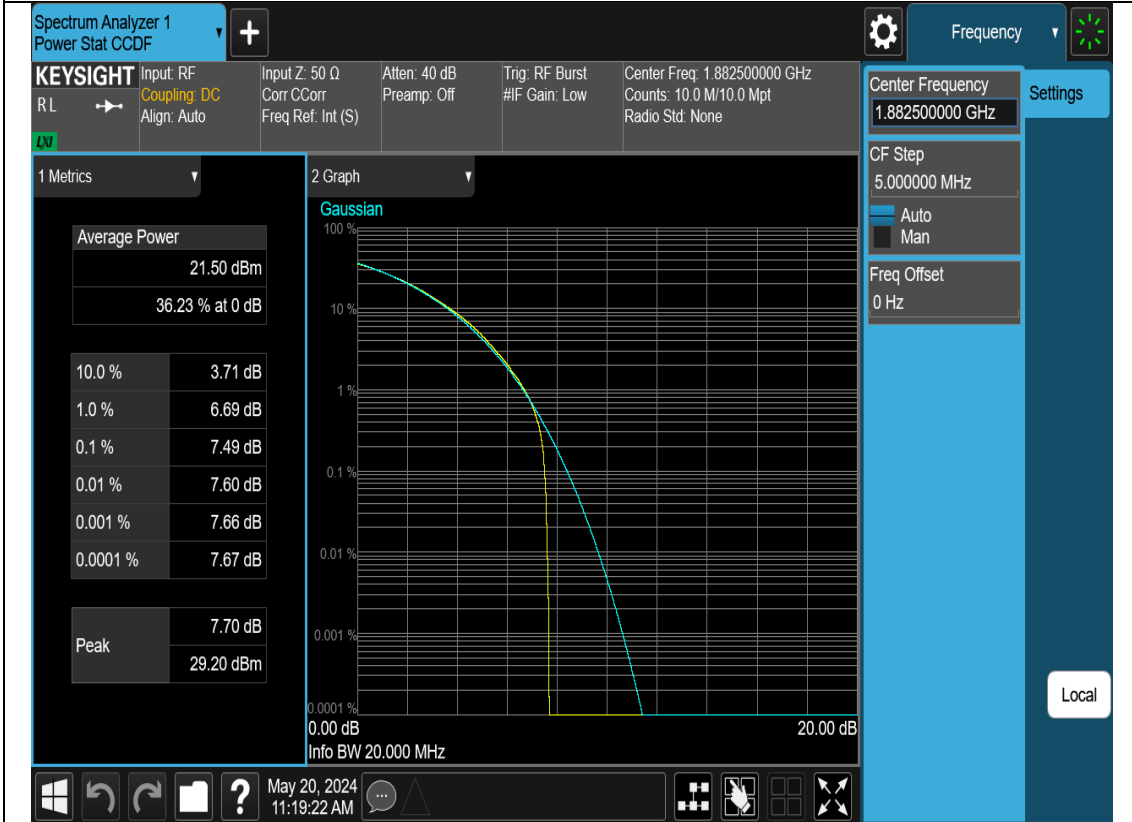 Spectrum Analyzer 1
Power Stat CCDF
+
Frequency
KEYSIGHT
RL
LXI
Input: RF
Coupling: DC
Align: Auto
Input Z: 50 Ω
Corr CCorr
Freq Ref: Int (S)
Atten: 40 dB
Preamp: Off
Trig: RF Burst
#IF Gain: Low
Center Freq: 1.882500000 GHz
Counts: 10.0 M/10.0 Mpt
Radio Std: None
Center Frequency
1.882500000 GHz
Settings
CF Step
5.000000 MHz
Auto
Man
Freq Offset
0 Hz
1 Metrics
Average Power
21.50 dBm
36.23 % at 0 dB
10.0 % 3.71 dB
1.0 % 6.69 dB
0.1 % 7.49 dB
0.01 % 7.60 dB
0.001 % 7.66 dB
0.0001 % 7.67 dB
Peak
7.70 dB
29.20 dBm
2 Graph
Gaussian
100 %
10 %
1 %
0.1 %
0.01 %
0.001 %
0.0001 %
0.00 dB 20.00 dB
Info BW 20.000 MHz
Local
?
May 20, 2024
11:19:22 AM